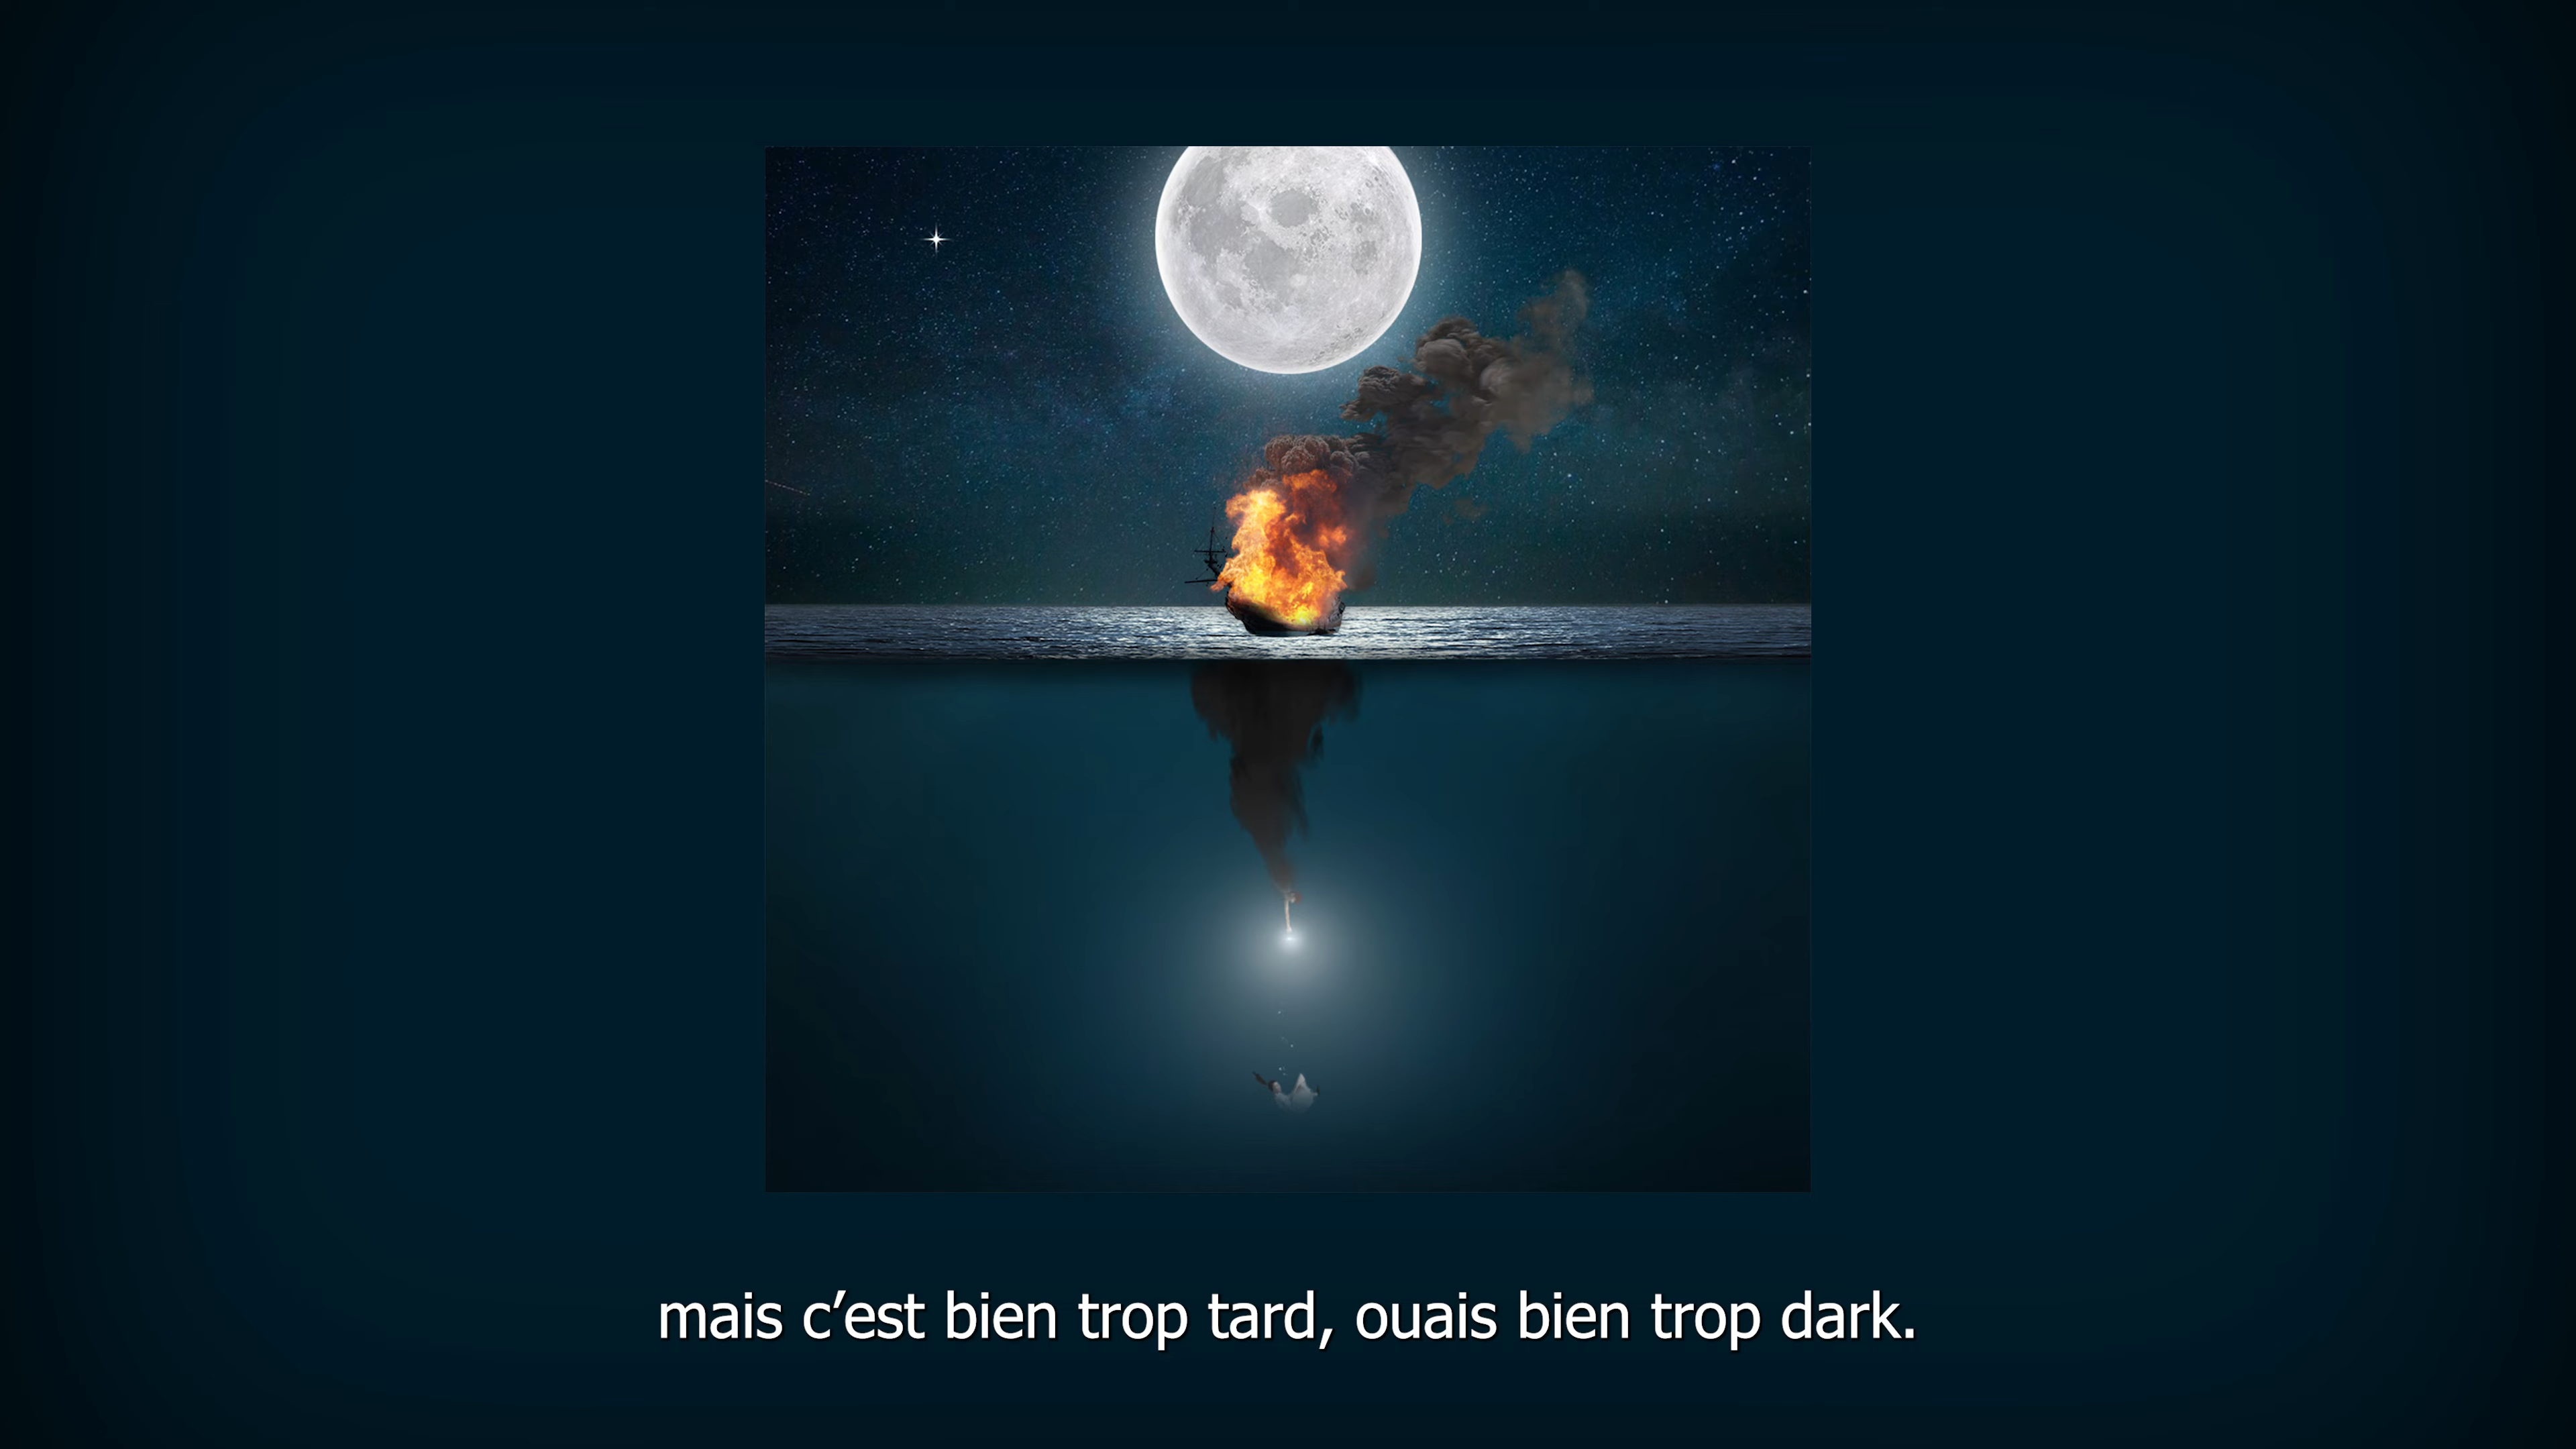 mais c’est bien trop tard, ouais bien trop dark.